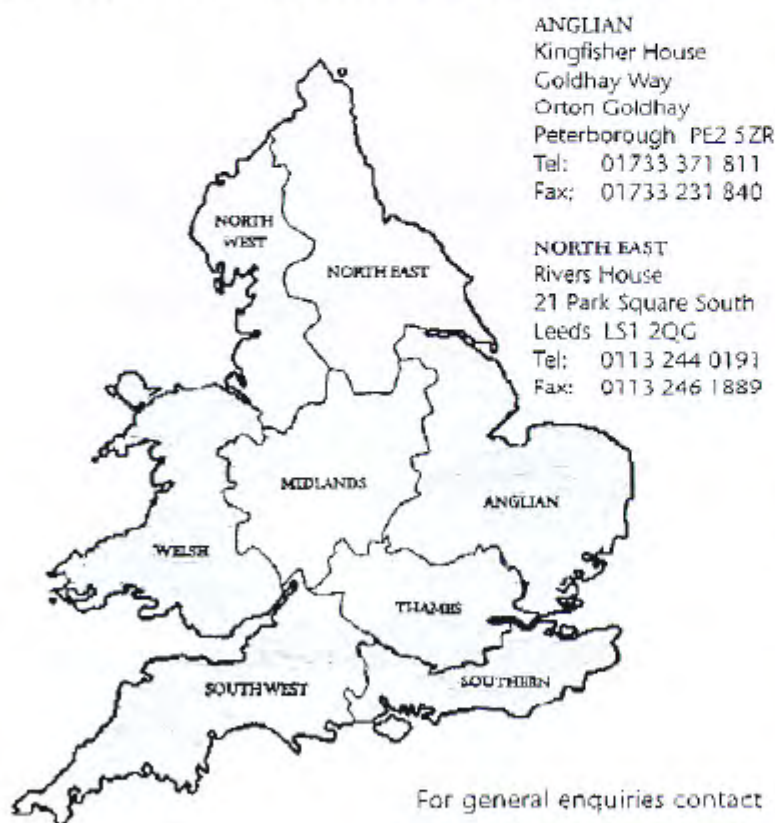 ANGLIAN
Kingfisher House
Goldhay Way
Orton Goldhay
Peterborough PE2 5ZR
Tel: 01733 371 811
Fax: 01733 231 840
NORTH EAST
Rivers House
21 Park Square South
Leeds LS1 2QG
Tel: 0113 244 0191
Fax: 0113 246 1889
NORTH
WEST
NORTH EAST
MIDLANDS
ANGLIAN
WELSH
THAMES
SOUTHWEST
SOUTHERN
For general enquiries contact